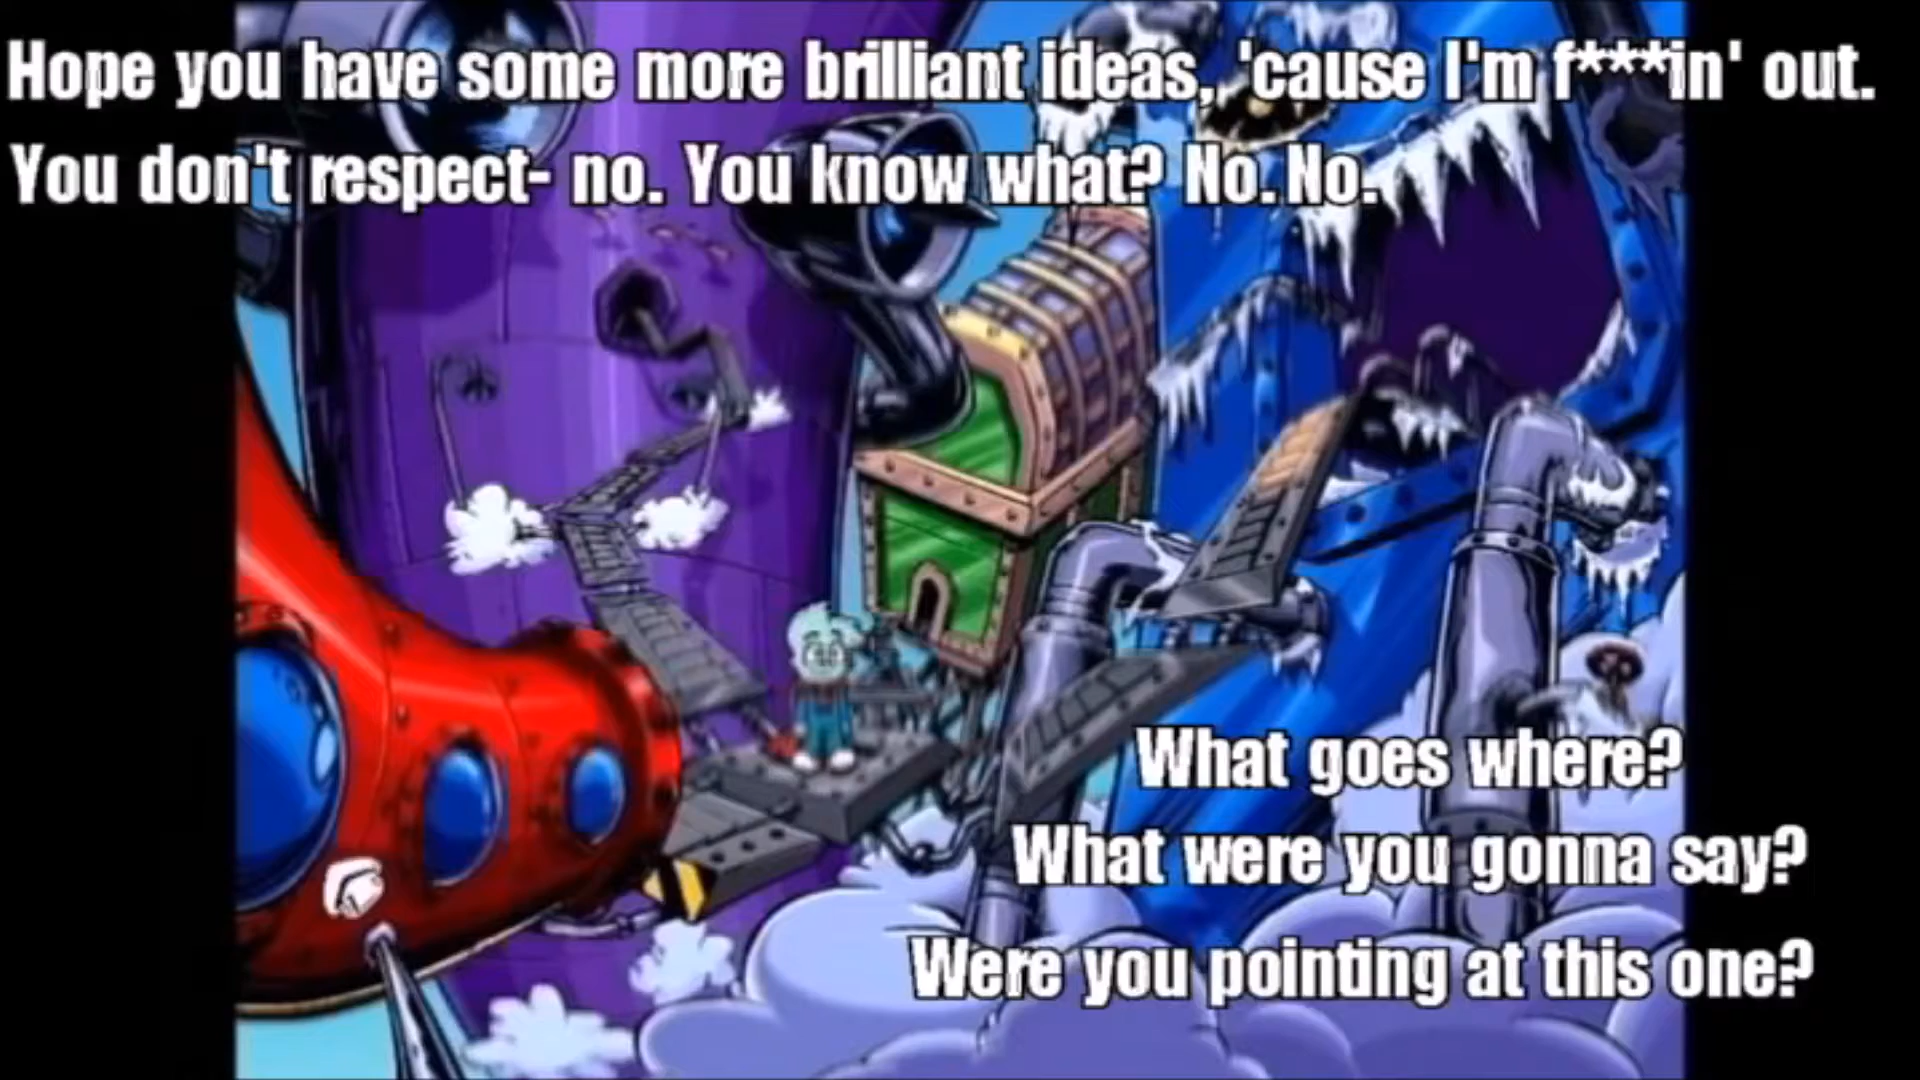 Hope you have some more brilliant ideas, 'cause I'm f***in' out.
You don't respect- no. You know what? No. No.
What goes where?
What were you gonna say?
Were you pointing at this one?